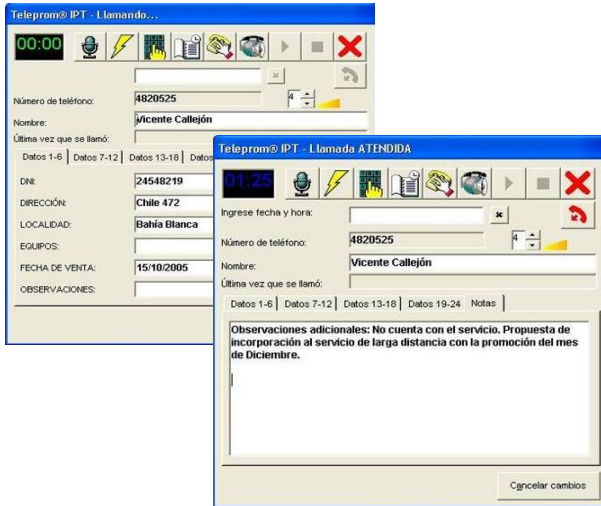 Teleprom® IPT - Llamando...
00:00
Número de teléfono: 4820525 4
Nombre: Vicente Callejón
Última vez que se llamó:
Datos 1-6 Datos 7-12 Datos 13-18 Datos
DNI: 24548219
DIRECCIÓN: Chile 472
LOCALIDAD: Bahía Blanca
EQUIPOS:
FECHA DE VENTA: 15/10/2005
OBSERVACIONES:
Teleprom® IPT - Llamada ATENDIDA
01:25
Ingrese fecha y hora:
Número de teléfono: 4820525 4
Nombre: Vicente Callejón
Última vez que se llamó:
Datos 1-6 Datos 7-12 Datos 13-18 Datos 19-24 Notas
Observaciones adicionales: No cuenta con el servicio. Propuesta de
incorporación al servicio de larga distancia con la promoción del mes
de Diciembre.
Cancelar cambios